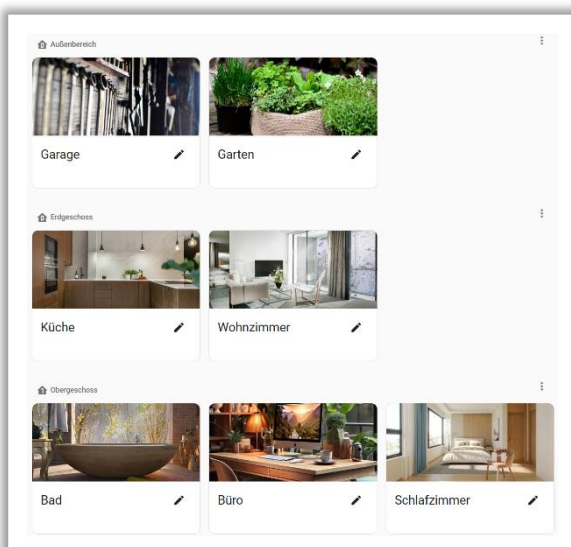 Außenbereich
Garage
Garten
Erdgeschoss
Küche
Wohnzimmer
Obergeschoss
Bad
Büro
Schlafzimmer